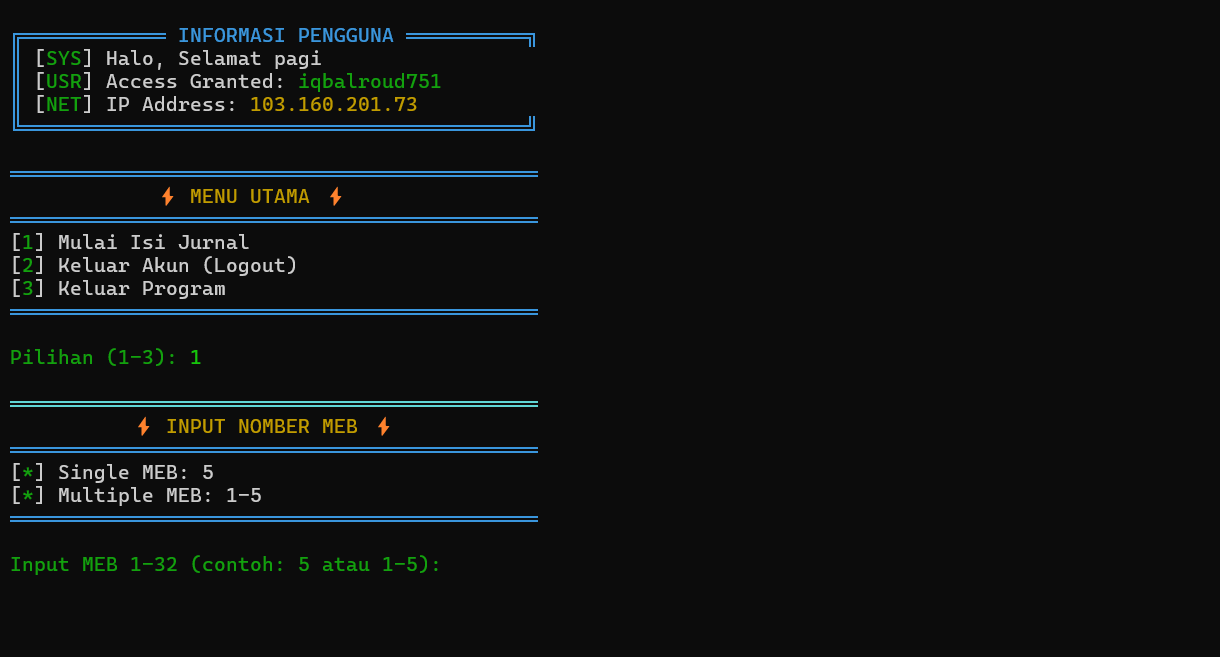 INFORMASI PENGGUNA
[SYS] Halo, Selamat pagi
[USR] Access Granted: iqbalroud751
[NET] IP Address: 103.160.201.73
⚡ MENU UTAMA ⚡
[1] Mulai Isi Jurnal
[2] Keluar Akun (Logout)
[3] Keluar Program
Pilihan (1-3): 1
⚡ INPUT NOMBER MEB ⚡
[*] Single MEB: 5
[*] Multiple MEB: 1-5
Input MEB 1-32 (contoh: 5 atau 1-5):